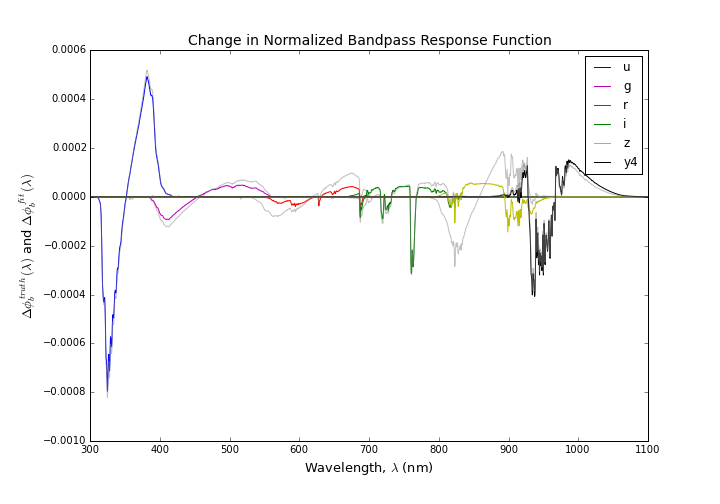 Change in Normalized Bandpass Response Function
0.0006
0.0004
0.0002
0.0000
−0.0002
−0.0004
−0.0006
−0.0008
−0.0010
Δϕ_b^truth(λ) and Δϕ_b^fit(λ)
u
g
r
i
z
y4
300 400 500 600 700 800 900 1000 1100
Wavelength, λ (nm)